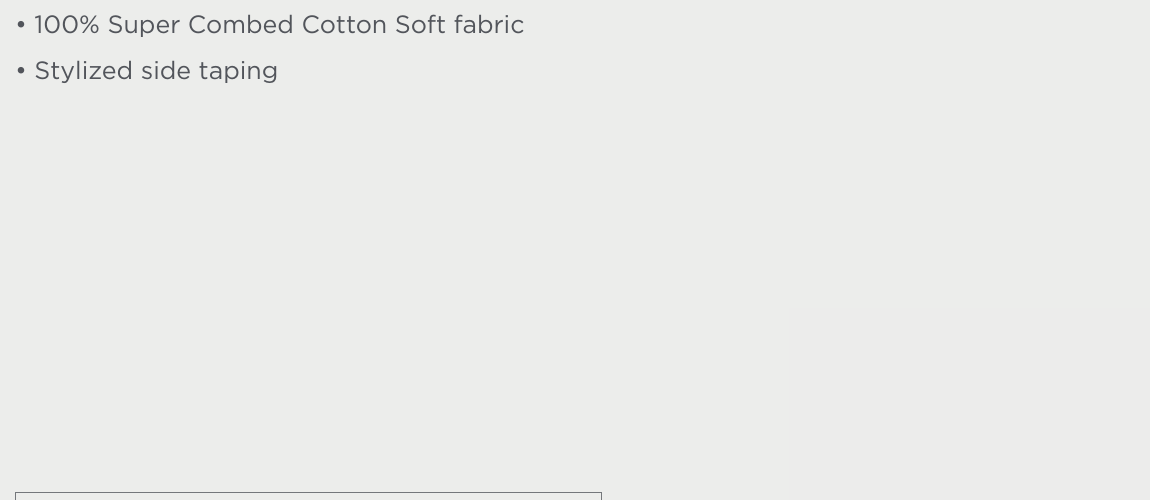 • 100% Super Combed Cotton Soft fabric
• Stylized side taping